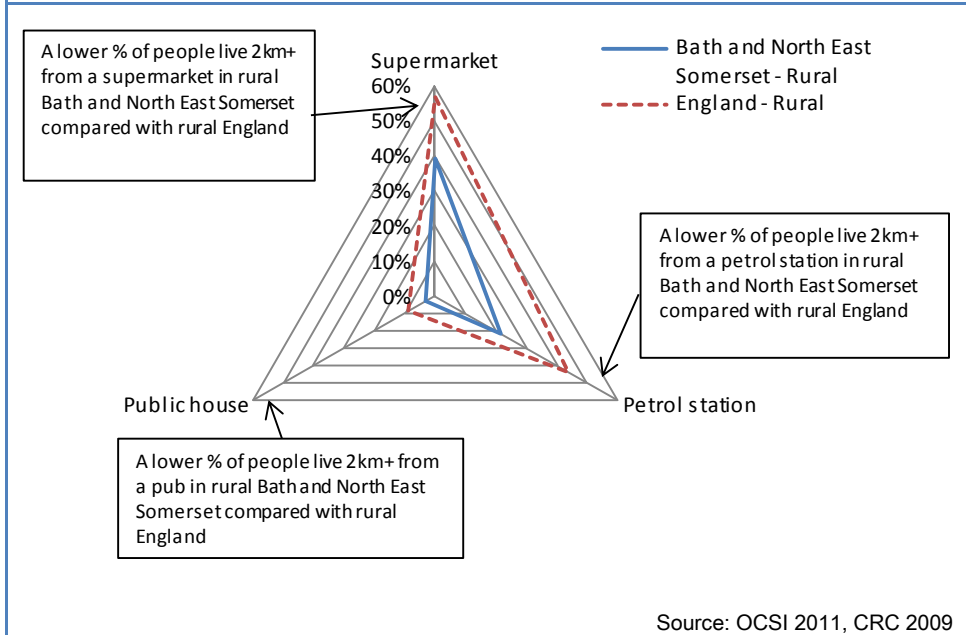 A lower % of people live 2km+
from a supermarket in rural
Bath and North East Somerset
compared with rural England
Supermarket
60%
50%
40%
30%
20%
10%
0%
Bath and North East
Somerset - Rural
England - Rural
A lower % of people live 2km+
from a petrol station in rural
Bath and North East Somerset
compared with rural England
Public house
Petrol station
A lower % of people live 2km+ from
a pub in rural Bath and North East
Somerset compared with rural
England
Source: OCSI 2011, CRC 2009